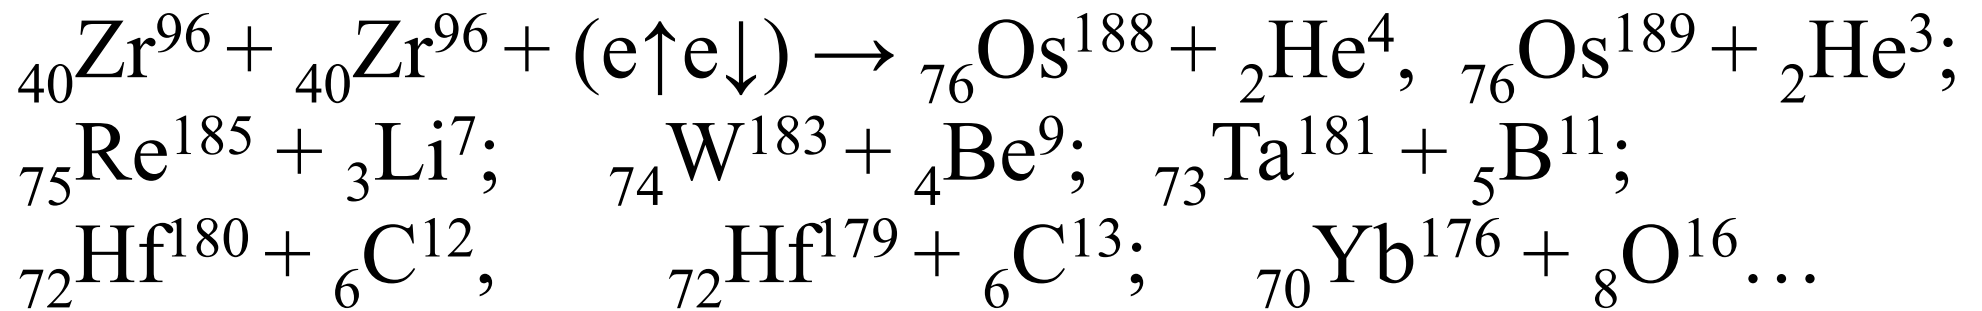 ₄₀Zr⁹⁶ + ₄₀Zr⁹⁶ + (e↑e↓) → ₇₆Os¹⁸⁸ + ₂He⁴, ₇₆Os¹⁸⁹ + ₂He³;
₇₅Re¹⁸⁵ + ₃Li⁷; ₇₄W¹⁸³ + ₄Be⁹; ₇₃Ta¹⁸¹ + ₅B¹¹;
₇₂Hf¹⁸⁰ + ₆C¹², ₇₂Hf¹⁷⁹ + ₆C¹³; ₇₀Yb¹⁷⁶ + ₈O¹⁶…